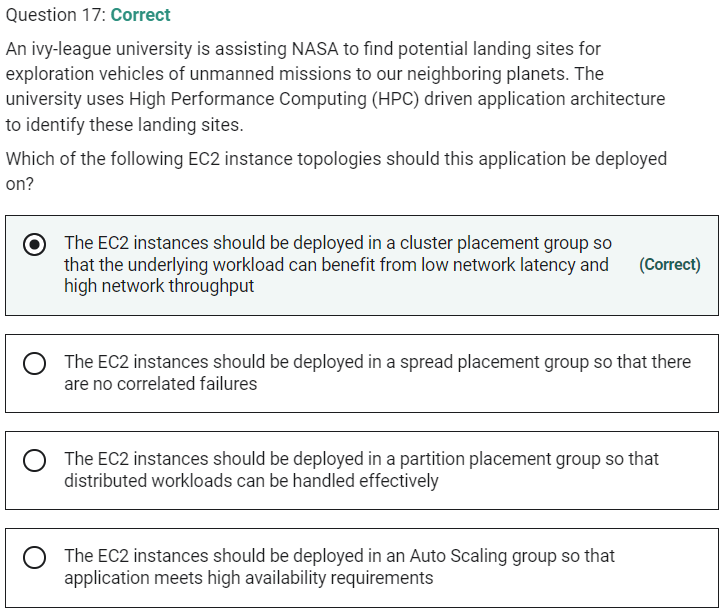 Question 17: Correct
An ivy-league university is assisting NASA to find potential landing sites for
exploration vehicles of unmanned missions to our neighboring planets. The
university uses High Performance Computing (HPC) driven application architecture
to identify these landing sites.
Which of the following EC2 instance topologies should this application be deployed
on?
The EC2 instances should be deployed in a cluster placement group so
that the underlying workload can benefit from low network latency and
high network throughput
(Correct)
The EC2 instances should be deployed in a spread placement group so that there
are no correlated failures
The EC2 instances should be deployed in a partition placement group so that
distributed workloads can be handled effectively
The EC2 instances should be deployed in an Auto Scaling group so that
application meets high availability requirements